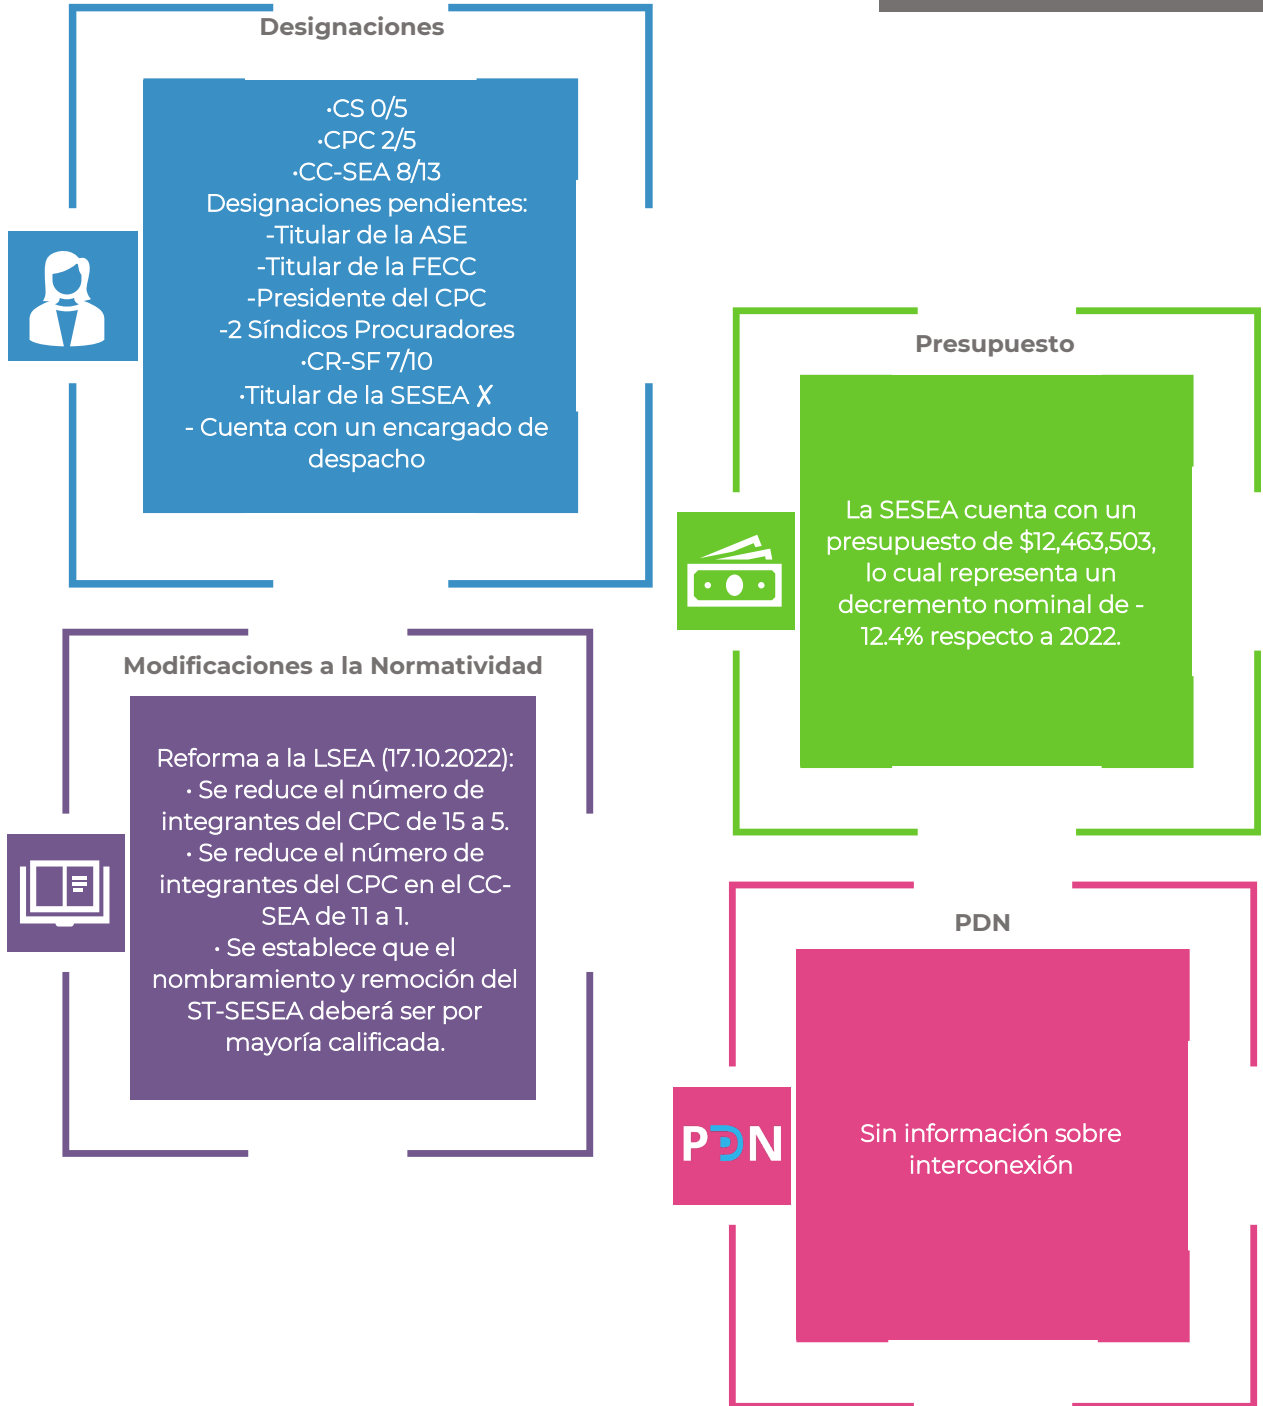 Designaciones
·CS 0/5
·CPC 2/5
·CC-SEA 8/13
Designaciones pendientes:
-Titular de la ASE
-Titular de la FECC
-Presidente del CPC
-2 Síndicos Procuradores
·CR-SF 7/10
·Titular de la SESEA ✗
- Cuenta con un encargado de
despacho
Presupuesto
La SESEA cuenta con un
presupuesto de $12,463,503,
lo cual representa un
decremento nominal de -
12.4% respecto a 2022.
Modificaciones a la Normatividad
Reforma a la LSEA (17.10.2022):
· Se reduce el número de
integrantes del CPC de 15 a 5.
· Se reduce el número de
integrantes del CPC en el CC-
SEA de 11 a 1.
· Se establece que el
nombramiento y remoción del
ST-SESEA deberá ser por
mayoría calificada.
PDN
PDN
Sin información sobre
interconexión